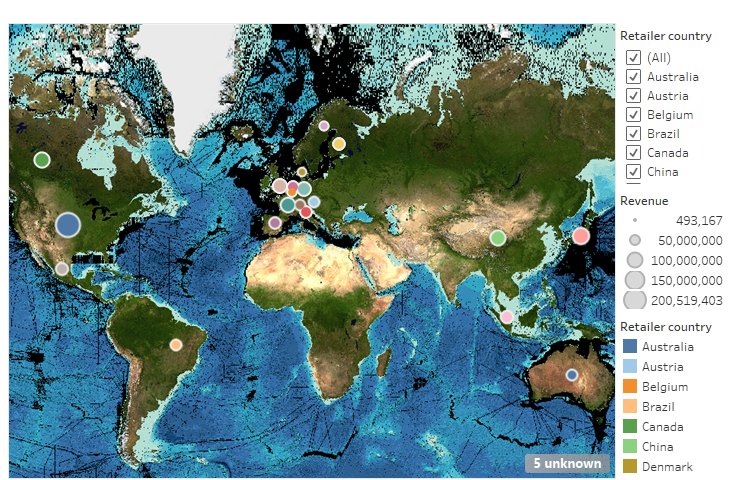 Retailer country
(All)
Australia
Austria
Belgium
Brazil
Canada
China
Revenue
493,167
50,000,000
100,000,000
150,000,000
200,519,403
Retailer country
Australia
Austria
Belgium
Brazil
Canada
China
Denmark
5 unknown